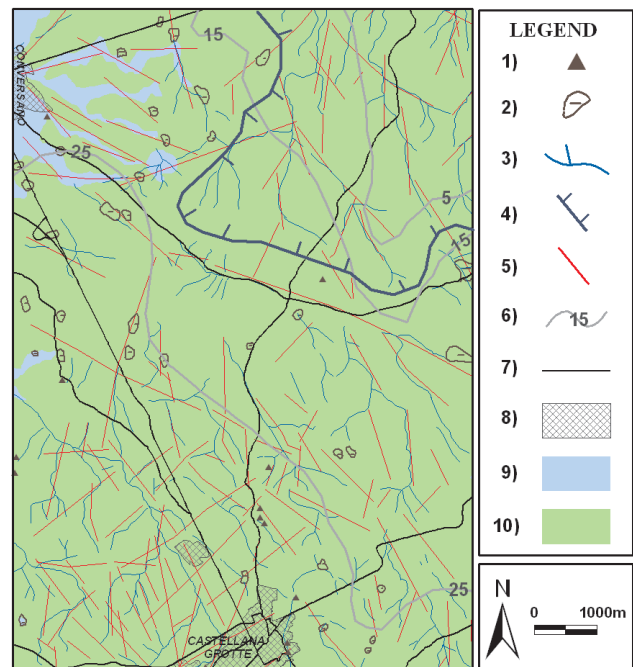 15
CONVERSANO
25
5
15
25
CASTELLANA
GROTTE
LEGEND
1)
2)
3)
4)
5)
6) 15
7)
8)
9)
10)
N
0 1000m